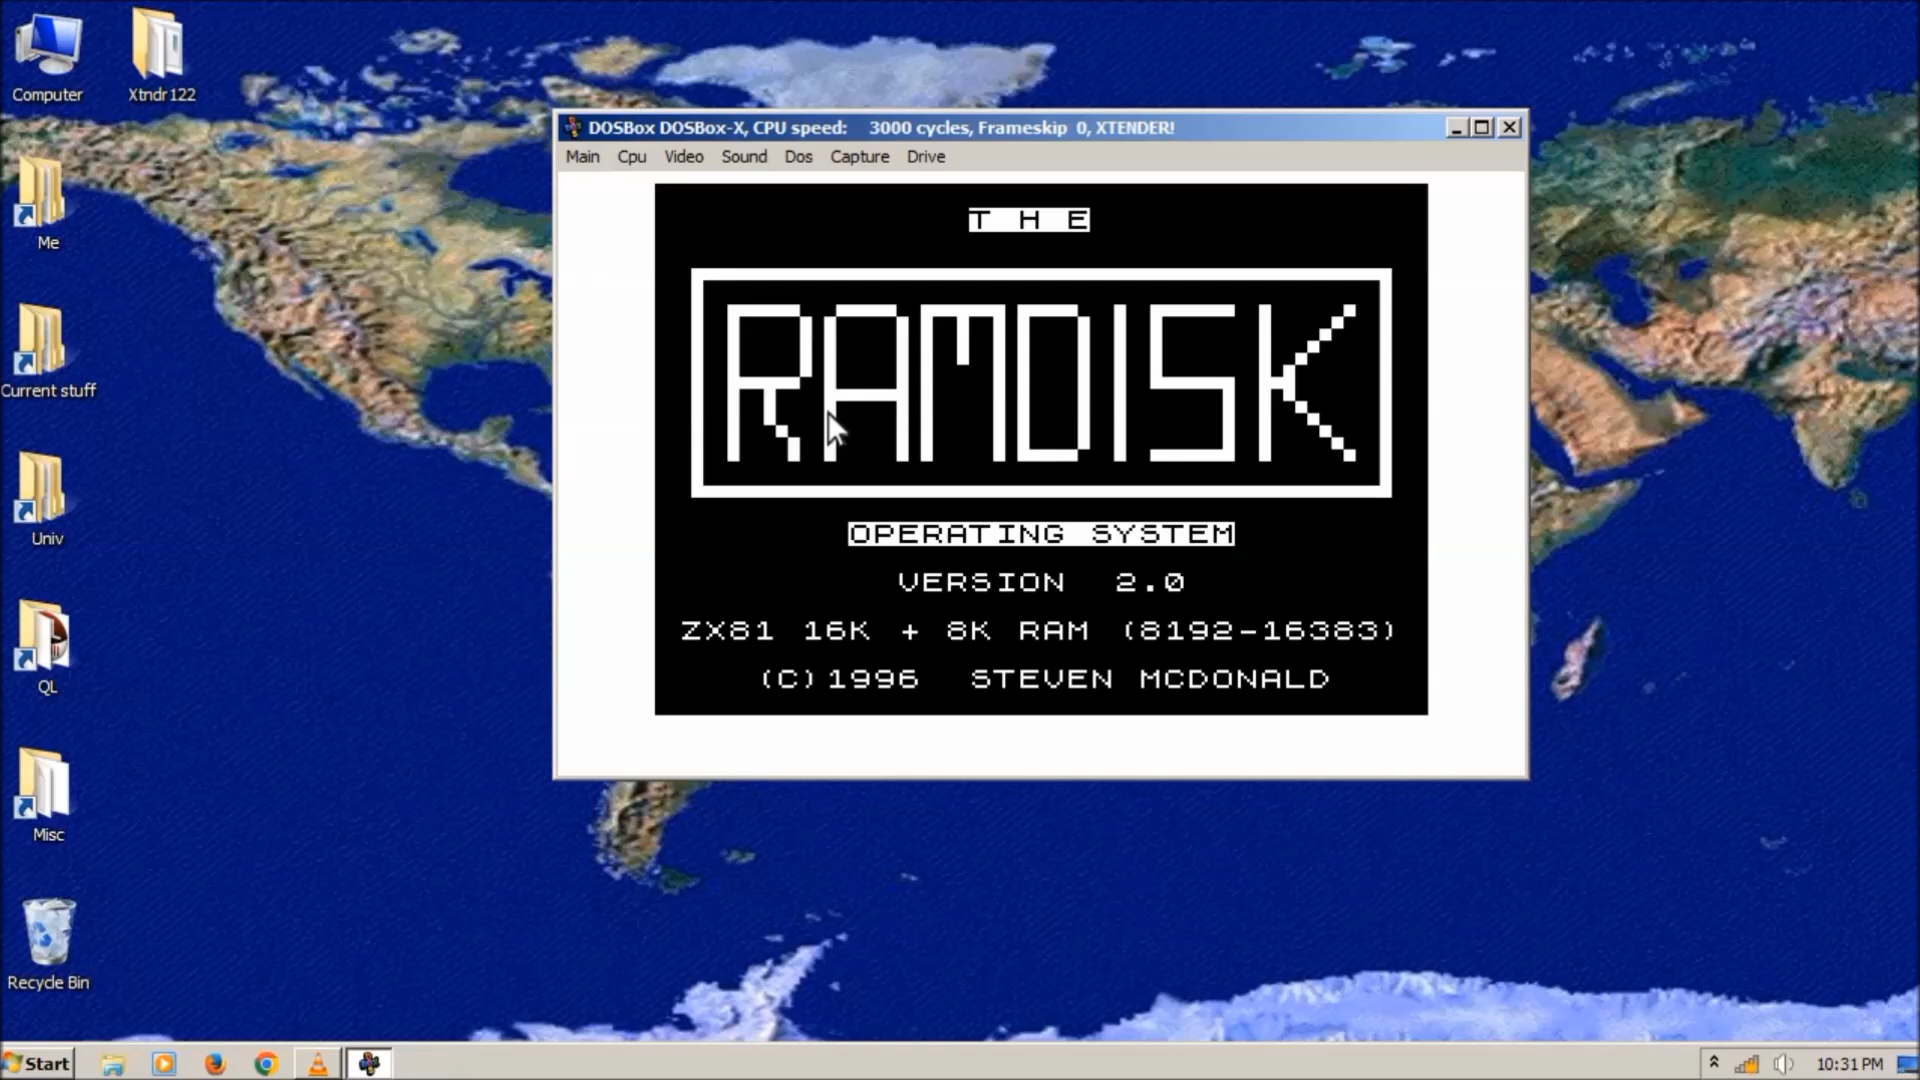 Computer
Xtndr122
Me
Current stuff
Univ
QL
Misc
Recycle Bin
DOSBox DOSBox-X, CPU speed: 3000 cycles, Frameskip 0, XTENDER!
Main Cpu Video Sound Dos Capture Drive
T H E
RAMDISK
OPERATING SYSTEM
VERSION 2.0
ZX81 16K + 8K RAM (8192-16383)
(C)1996 STEVEN MCDONALD
Start
10:31 PM